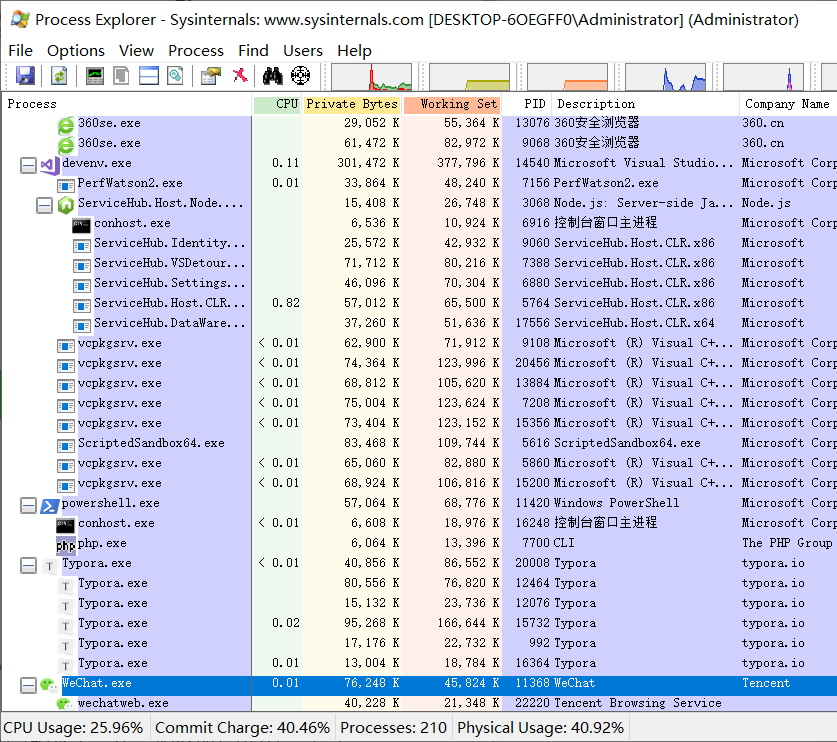 Process Explorer - Sysinternals: www.sysinternals.com [DESKTOP-6OEGFF0\Administrator] (Administrator)
File Options View Process Find Users Help
Process CPU Private Bytes Working Set PID Description Company Name
360se.exe 29,052 K 55,364 K 13076 360安全浏览器 360.cn
360se.exe 61,472 K 82,972 K 9068 360安全浏览器 360.cn
devenv.exe 0.11 301,472 K 377,796 K 14540 Microsoft Visual Studio... Microsoft Corp
PerfWatson2.exe 0.01 33,864 K 48,240 K 7156 PerfWatson2.exe Microsoft Corp
ServiceHub.Host.Node.... 15,408 K 26,748 K 3068 Node.js: Server-side Ja... Node.js
conhost.exe 6,536 K 10,924 K 6916 控制台窗口主进程 Microsoft Corp
ServiceHub.Identity... 25,572 K 42,932 K 9060 ServiceHub.Host.CLR.x86 Microsoft
ServiceHub.VSDetour... 71,712 K 80,216 K 7388 ServiceHub.Host.CLR.x86 Microsoft
ServiceHub.Settings... 46,096 K 70,304 K 6880 ServiceHub.Host.CLR.x86 Microsoft
ServiceHub.Host.CLR... 0.82 57,012 K 65,500 K 5764 ServiceHub.Host.CLR.x86 Microsoft
ServiceHub.DataWare... 37,260 K 51,636 K 17556 ServiceHub.Host.CLR.x64 Microsoft
vcpkgsrv.exe < 0.01 62,900 K 71,912 K 9108 Microsoft (R) Visual C+... Microsoft Corp
vcpkgsrv.exe < 0.01 74,364 K 123,996 K 20456 Microsoft (R) Visual C+... Microsoft Corp
vcpkgsrv.exe < 0.01 68,812 K 105,620 K 13884 Microsoft (R) Visual C+... Microsoft Corp
vcpkgsrv.exe < 0.01 75,004 K 123,624 K 7208 Microsoft (R) Visual C+... Microsoft Corp
vcpkgsrv.exe < 0.01 73,404 K 123,152 K 15356 Microsoft (R) Visual C+... Microsoft Corp
ScriptedSandbox64.exe 83,468 K 109,744 K 5616 ScriptedSandbox64.exe Microsoft Corp
vcpkgsrv.exe < 0.01 65,060 K 82,880 K 5860 Microsoft (R) Visual C+... Microsoft Corp
vcpkgsrv.exe < 0.01 68,924 K 106,816 K 15200 Microsoft (R) Visual C+... Microsoft Corp
powershell.exe 57,064 K 68,776 K 11420 Windows PowerShell Microsoft Corp
conhost.exe < 0.01 6,608 K 18,976 K 16248 控制台窗口主进程 Microsoft Corp
php php.exe 6,064 K 13,396 K 7700 CLI The PHP Group
T Typora.exe < 0.01 40,856 K 86,552 K 20008 Typora typora.io
T Typora.exe 80,556 K 76,820 K 12464 Typora typora.io
T Typora.exe 15,132 K 23,736 K 12076 Typora typora.io
T Typora.exe 0.02 95,268 K 166,644 K 15732 Typora typora.io
T Typora.exe 17,176 K 22,732 K 992 Typora typora.io
T Typora.exe 0.01 13,004 K 18,784 K 16364 Typora typora.io
WeChat.exe 0.01 76,248 K 45,824 K 11368 WeChat Tencent
wechatweb.exe 40,228 K 21,348 K 22220 Tencent Browsing Service
CPU Usage: 25.96% Commit Charge: 40.46% Processes: 210 Physical Usage: 40.92%